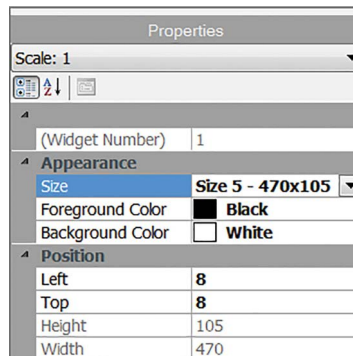 Properties
Scale: 1
(Widget Number) 1
Appearance
Size Size 5 - 470x105
Foreground Color Black
Background Color White
Position
Left 8
Top 8
Height 105
Width 470